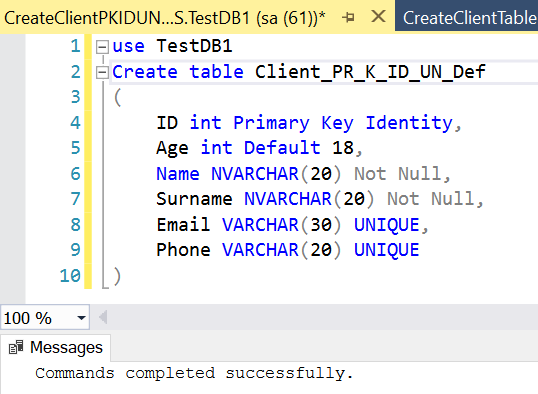 CreateClientPKIDUN...S.TestDB1 (sa (61))* CreateClientTable
1 use TestDB1
2 Create table Client_PR_K_ID_UN_Def
3 (
4 ID int Primary Key Identity,
5 Age int Default 18,
6 Name NVARCHAR(20) Not Null,
7 Surname NVARCHAR(20) Not Null,
8 Email VARCHAR(30) UNIQUE,
9 Phone VARCHAR(20) UNIQUE
10 )
100 %
Messages
Commands completed successfully.